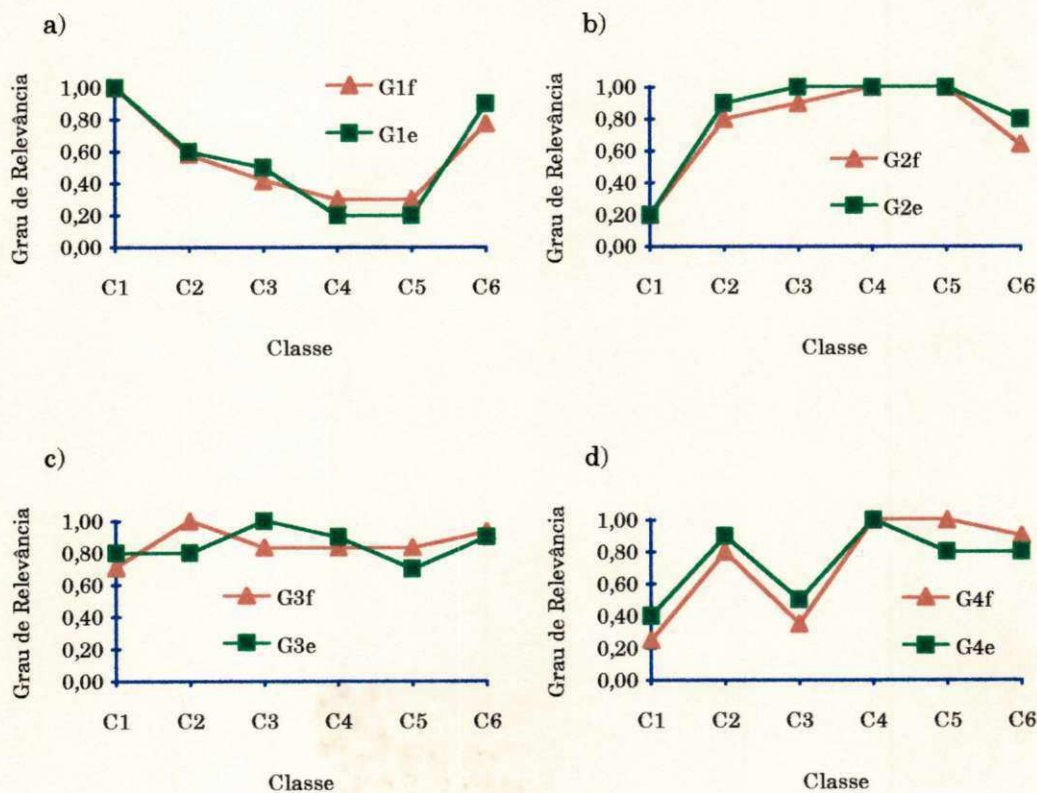 a)
Grau de Relevância
1,00
0,80
0,60
0,40
0,20
0,00
G1f
G1e
C1 C2 C3 C4 C5 C6
Classe
b)
Grau de Relevância
1,00
0,80
0,60
0,40
0,20
0,00
G2f
G2e
C1 C2 C3 C4 C5 C6
Classe
c)
Grau de Relevância
1,00
0,80
0,60
0,40
0,20
0,00
G3f
G3e
C1 C2 C3 C4 C5 C6
Classe
d)
Grau de Relevância
1,00
0,80
0,60
0,40
0,20
0,00
G4f
G4e
C1 C2 C3 C4 C5 C6
Classe